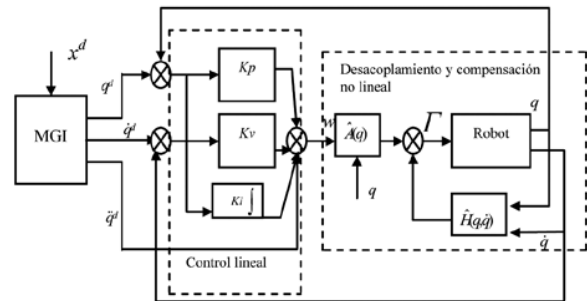 x^d
MGI
q^d
q̇^d
q̈^d
Kp
Kv
Ki ∫
Control lineal
w
Desacoplamiento y compensación
no lineal
Â(q)
q
Γ
Robot
q
Ĥ(q,q̇)
q̇